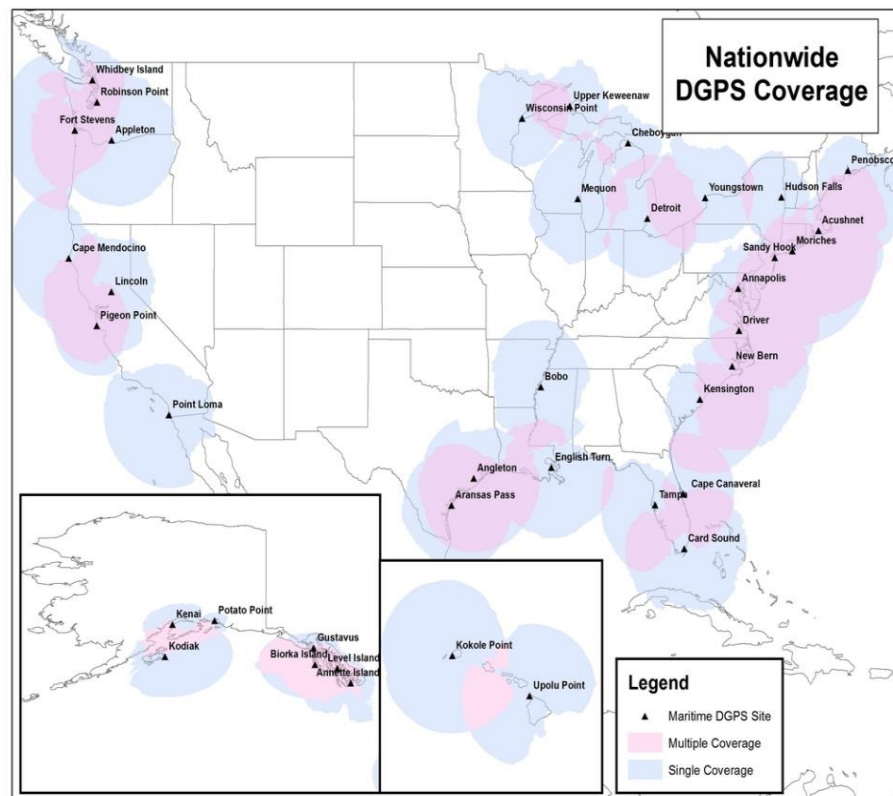 Nationwide
DGPS Coverage
Whidbey Island
Robinson Point
Fort Stevens
Appleton
Upper Keweenaw
Wisconsin Point
Cheboygan
Penobsco
Mequon
Youngstown
Hudson Falls
Detroit
Acushnet
Moriches
Sandy Hook
Cape Mendocino
Lincoln
Annapolis
Pigeon Point
Driver
New Bern
Bobo
Kensington
Point Loma
English Turn
Angleton
Aransas Pass
Tampa
Cape Canaveral
Card Sound
Kenai
Potato Point
Kodiak
Gustavus
Biorka Island
Level Island
Annette Island
Kokole Point
Upolu Point
Legend
Maritime DGPS Site
Multiple Coverage
Single Coverage